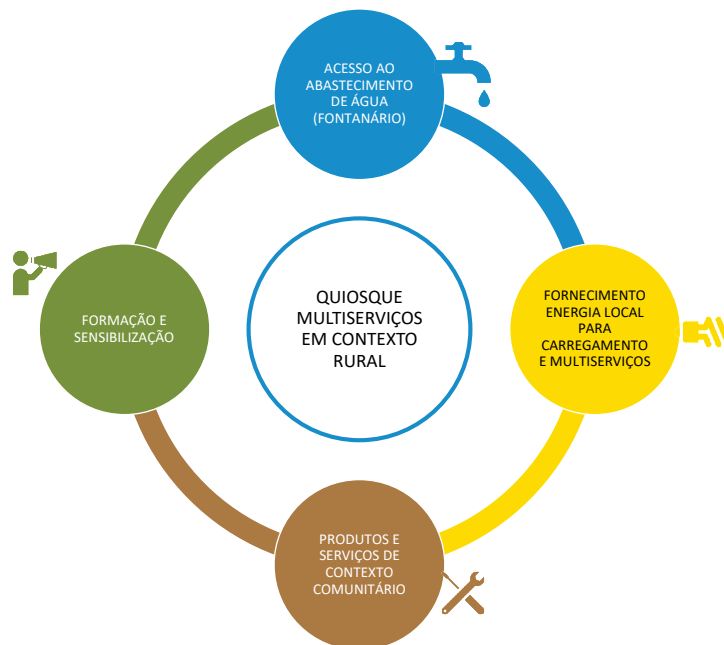 ACESSO AO
ABASTECIMENTO
DE ÁGUA
(FONTANÁRIO)
FORMAÇÃO E
SENSIBILIZAÇÃO
QUIOSQUE
MULTISERVIÇOS
EM CONTEXTO
RURAL
FORNECIMENTO
ENERGIA LOCAL
PARA
CARREGAMENTO
E MULTISERVIÇOS
PRODUTOS E
SERVIÇOS DE
CONTEXTO
COMUNITÁRIO